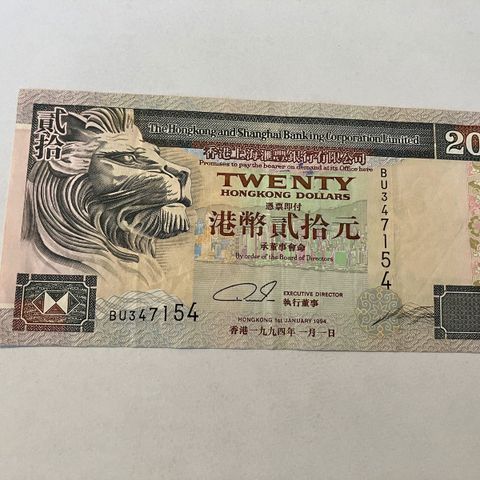 貳拾
The Hongkong and Shanghai Banking Corporation Limited
20
香港上海滙豐銀行有限公司
Promises to pay the bearer on demand at its Office here
TWENTY
HONGKONG DOLLARS
憑票即付
港幣貳拾元
承董事會命
By order of the Board of Directors
BU347154
EXECUTIVE DIRECTOR
執行董事
BU347154
HONGKONG 1st JANUARY 1994
香港一九九四年一月一日